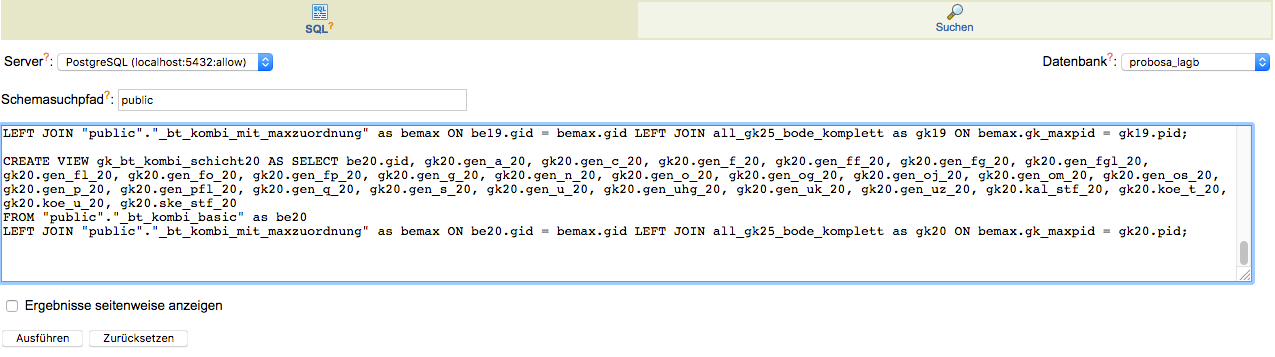 SQL?
Suchen
Server?: PostgreSQL (localhost:5432:allow) Datenbank?: probosa_lagb
Schemasuchpfad?: public
LEFT JOIN "public"."_bt_kombi_mit_maxzuordnung" as bemax ON be19.gid = bemax.gid LEFT JOIN all_gk25_bode_komplett as gk19 ON bemax.gk_maxpid = gk19.pid;
CREATE VIEW gk_bt_kombi_schicht20 AS SELECT be20.gid, gk20.gen_a_20, gk20.gen_c_20, gk20.gen_f_20, gk20.gen_ff_20, gk20.gen_fg_20, gk20.gen_fgl_20,
gk20.gen_fl_20, gk20.gen_fo_20, gk20.gen_fp_20, gk20.gen_g_20, gk20.gen_n_20, gk20.gen_o_20, gk20.gen_og_20, gk20.gen_oj_20, gk20.gen_om_20, gk20.gen_os_20,
gk20.gen_p_20, gk20.gen_pfl_20, gk20.gen_q_20, gk20.gen_s_20, gk20.gen_u_20, gk20.gen_uhg_20, gk20.gen_uk_20, gk20.gen_uz_20, gk20.kal_stf_20, gk20.koe_t_20,
gk20.koe_u_20, gk20.ske_stf_20
FROM "public"."_bt_kombi_basic" as be20
LEFT JOIN "public"."_bt_kombi_mit_maxzuordnung" as bemax ON be20.gid = bemax.gid LEFT JOIN all_gk25_bode_komplett as gk20 ON bemax.gk_maxpid = gk20.pid;
Ergebnisse seitenweise anzeigen
Ausführen Zurücksetzen